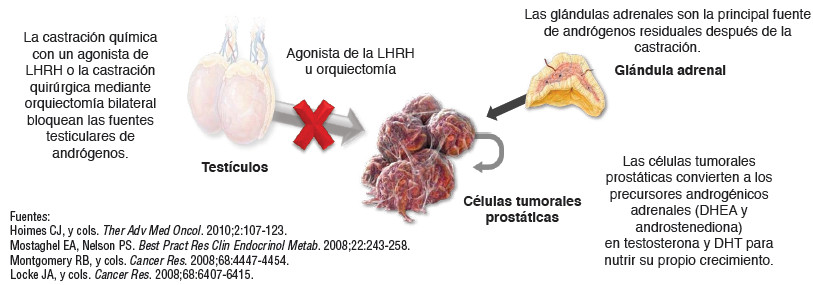 La castración química
con un agonista de
LHRH o la castración
quirúrgica mediante
orquiectomía bilateral
bloquean las fuentes
testiculares de
andrógenos.
Agonista de la LHRH
u orquiectomía
Testículos
Las glándulas adrenales son la principal fuente
de andrógenos residuales después de la
castración.
Glándula adrenal
Células tumorales
prostáticas
Las células tumorales
prostáticas convierten a los
precursores androgénicos
adrenales (DHEA y
androstenediona)
en testosterona y DHT para
nutrir su propio crecimiento.
Fuentes:
Hoimes CJ, y cols. Ther Adv Med Oncol. 2010;2:107-123.
Mostaghel EA, Nelson PS. Best Pract Res Clin Endocrinol Metab. 2008;22:243-258.
Montgomery RB, y cols. Cancer Res. 2008;68:4447-4454.
Locke JA, y cols. Cancer Res. 2008;68:6407-6415.